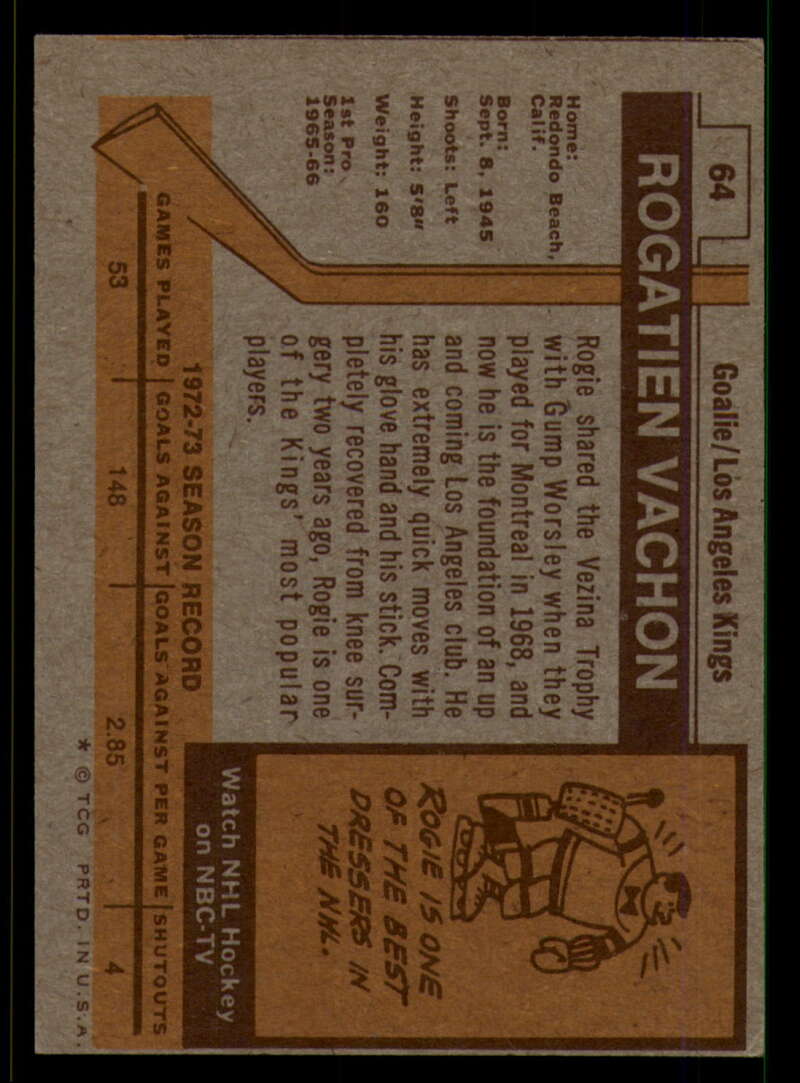 64
Goalie/Los Angeles Kings
ROGATIEN VACHON
Home:
Redondo Beach,
Calif.
Born:
Sept. 8, 1945
Shoots: Left
Height: 5'8"
Weight: 160
1st Pro
Season:
1965-66
Rogie shared the Vezina Trophy
with Gump Worsley when they
played for Montreal in 1968, and
now he is the foundation of an up
and coming Los Angeles club. He
has extremely quick moves with
his glove hand and his stick. Com-
pletely recovered from knee sur-
gery two years ago, Rogie is one
of the Kings' most popular
players.
ROGIE IS ONE
OF THE BEST
DRESSERS IN
THE NHL.
Watch NHL Hockey
on NBC-TV
1972-73 SEASON RECORD
GAMES PLAYED GOALS AGAINST GOALS AGAINST PER GAME SHUTOUTS
53 148 2.85 4
* © TCG PRTD. IN U.S.A.